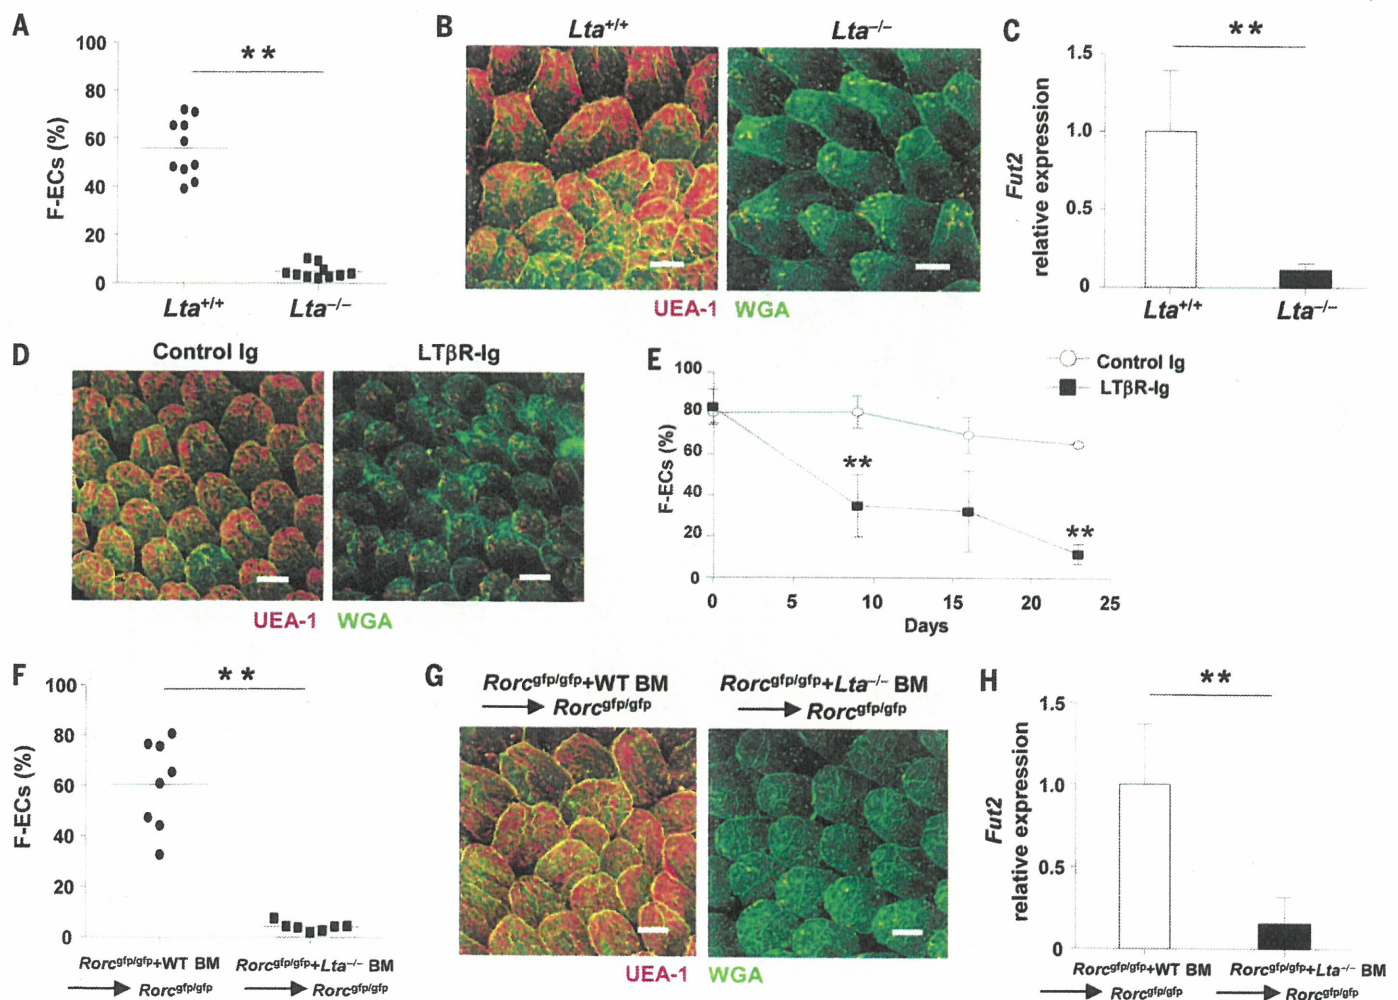 A
100
80
60
40
20
0
F-ECs (%)
**
Lta+/+
Lta–/–
B
Lta+/+
Lta–/–
UEA-1 WGA
C
1.5
1.0
0.5
0
Fut2
relative expression
**
Lta+/+
Lta–/–
D
Control Ig
LTβR-Ig
UEA-1 WGA
E
100
80
60
40
20
0
F-ECs (%)
**
**
0 5 10 15 20 25
Days
Control Ig
LTβR-Ig
F
100
80
60
40
20
0
F-ECs (%)
**
Rorcgfp/gfp+WT BM
→ Rorcgfp/gfp
Rorcgfp/gfp+Lta–/– BM
→ Rorcgfp/gfp
G
Rorcgfp/gfp+WT BM
→ Rorcgfp/gfp
Rorcgfp/gfp+Lta–/– BM
→ Rorcgfp/gfp
UEA-1 WGA
H
1.5
1.0
0.5
0
Fut2
relative expression
**
Rorcgfp/gfp+WT BM
→ Rorcgfp/gfp
Rorcgfp/gfp+Lta–/– BM
→ Rorcgfp/gfp